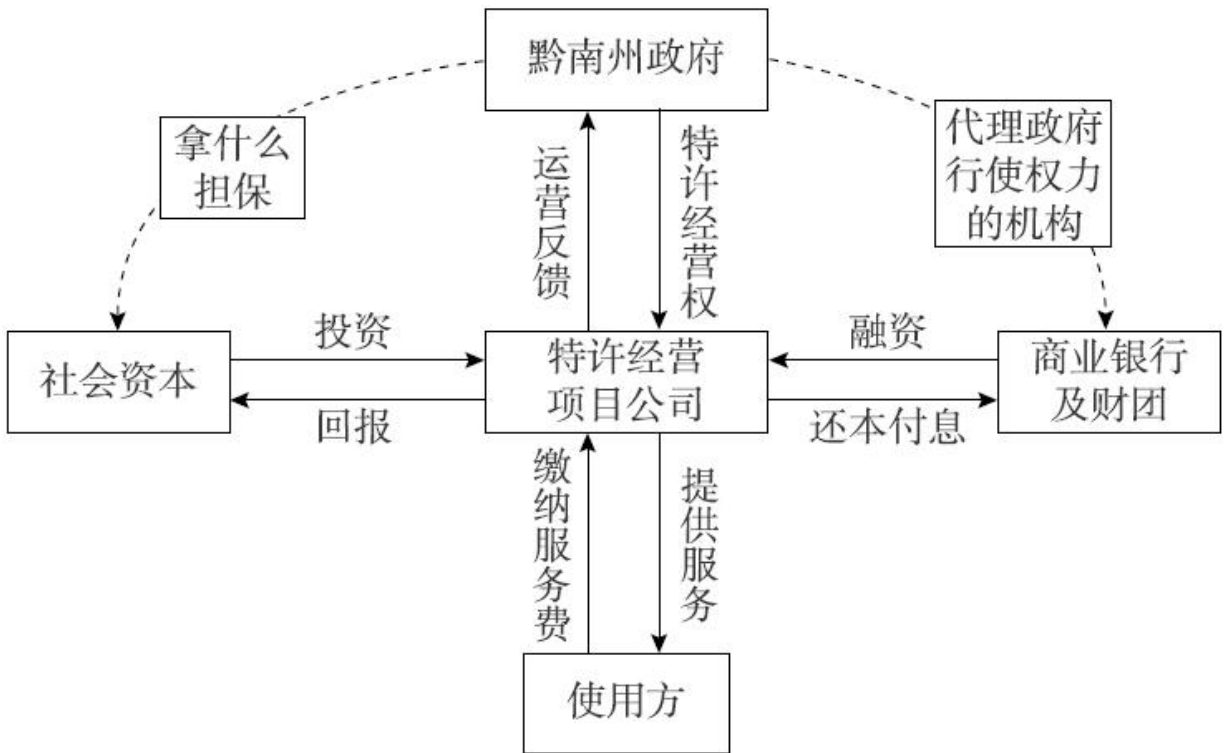 黔南州政府
拿什么
担保
代理政府
行使权力
的机构
运营反馈
特许经营权
投资
融资
社会资本
特许经营
项目公司
商业银行
及财团
回报
还本付息
缴纳服务费
提供服务
使用方